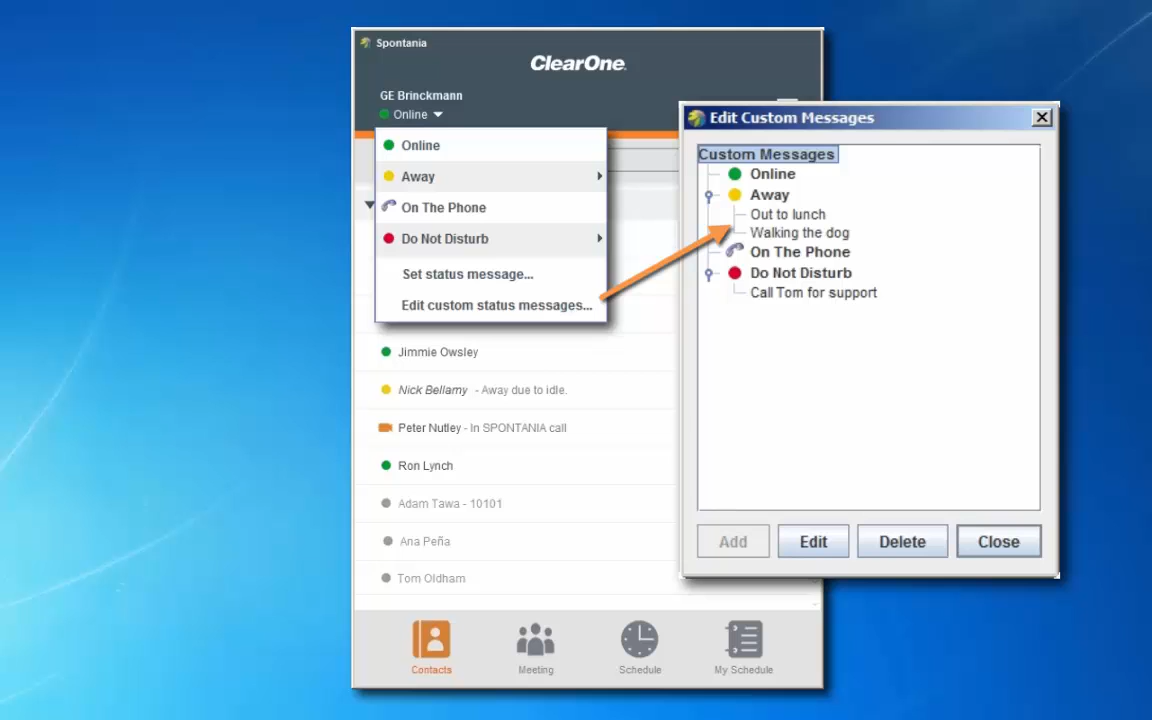 Spontania
ClearOne
GE Brinckmann
Online
Online
Away
On The Phone
Do Not Disturb
Set status message...
Edit custom status messages...
Jimmie Owsley
Nick Bellamy - Away due to idle.
Peter Nutley - In SPONTANIA call
Ron Lynch
Adam Tawa - 10101
Ana Peña
Tom Oldham
Contacts
Meeting
Schedule
My Schedule
Edit Custom Messages
Custom Messages
Online
Away
Out to lunch
Walking the dog
On The Phone
Do Not Disturb
Call Tom for support
Add
Edit
Delete
Close